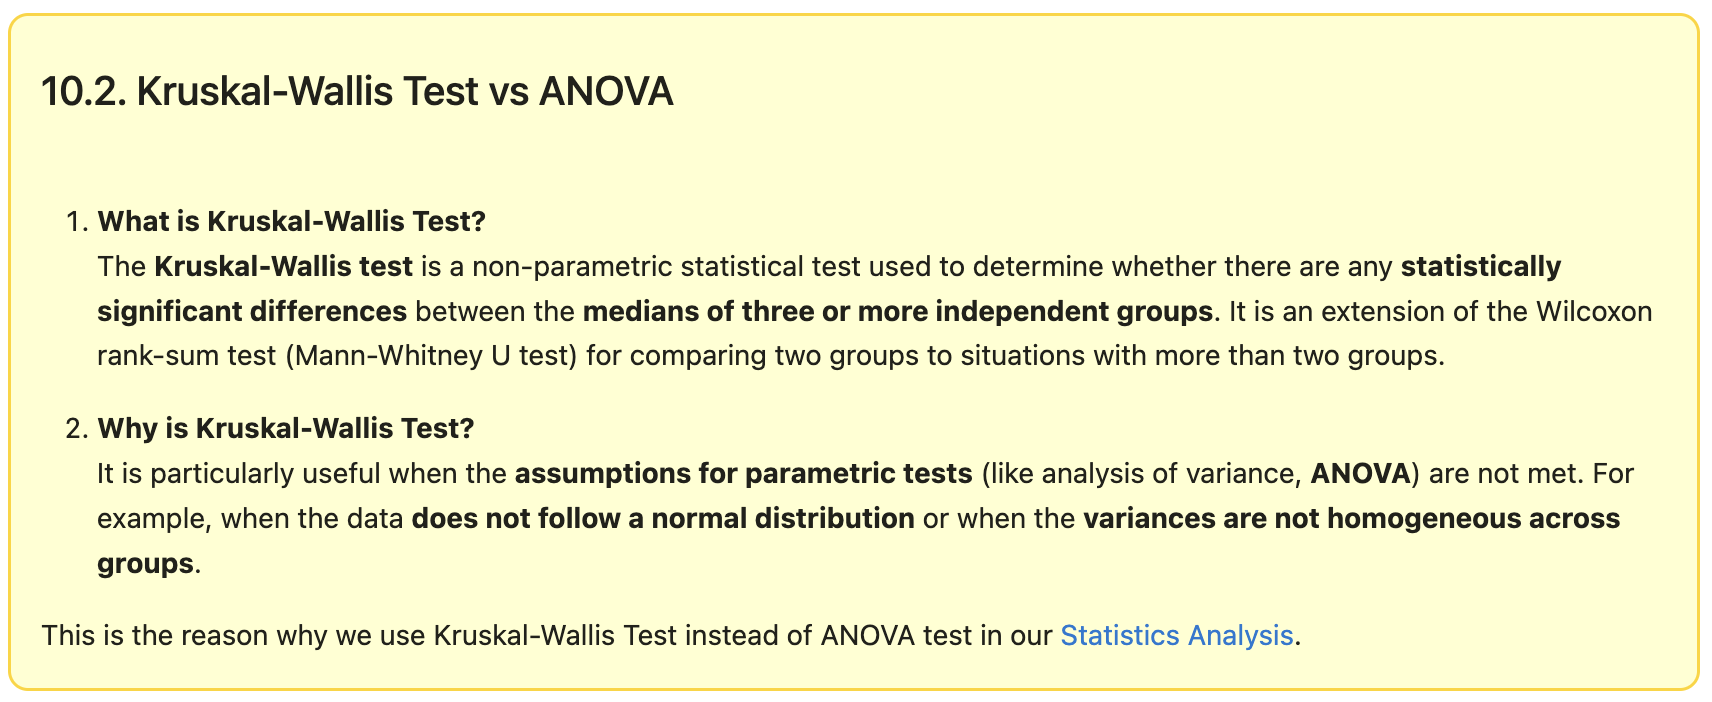 10.2. Kruskal-Wallis Test vs ANOVA
1. What is Kruskal-Wallis Test?
The Kruskal-Wallis test is a non-parametric statistical test used to determine whether there are any statistically
significant differences between the medians of three or more independent groups. It is an extension of the Wilcoxon
rank-sum test (Mann-Whitney U test) for comparing two groups to situations with more than two groups.
2. Why is Kruskal-Wallis Test?
It is particularly useful when the assumptions for parametric tests (like analysis of variance, ANOVA) are not met. For
example, when the data does not follow a normal distribution or when the variances are not homogeneous across
groups.
This is the reason why we use Kruskal-Wallis Test instead of ANOVA test in our Statistics Analysis.